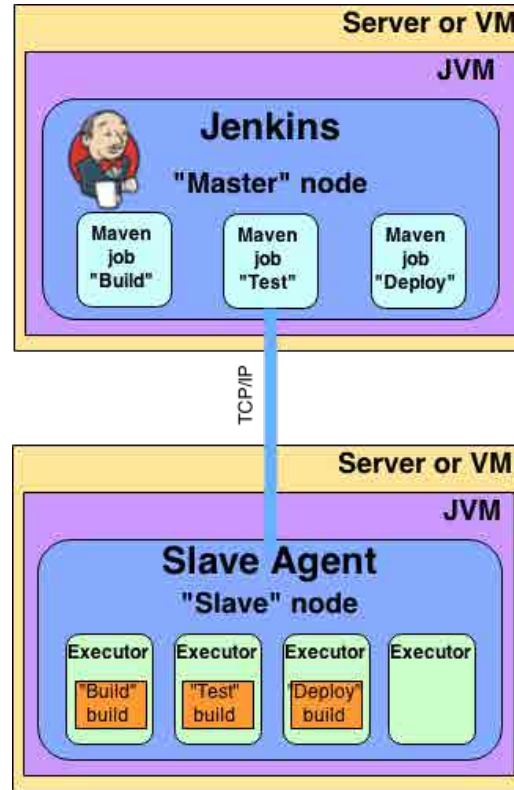 Server or VM
JVM
Jenkins
"Master" node
Maven
job
"Build"
Maven
job
"Test"
Maven
job
"Deploy"
TCP/IP
Server or VM
JVM
Slave Agent
"Slave" node
Executor
"Build"
build
Executor
"Test"
build
Executor
"Deploy"
build
Executor